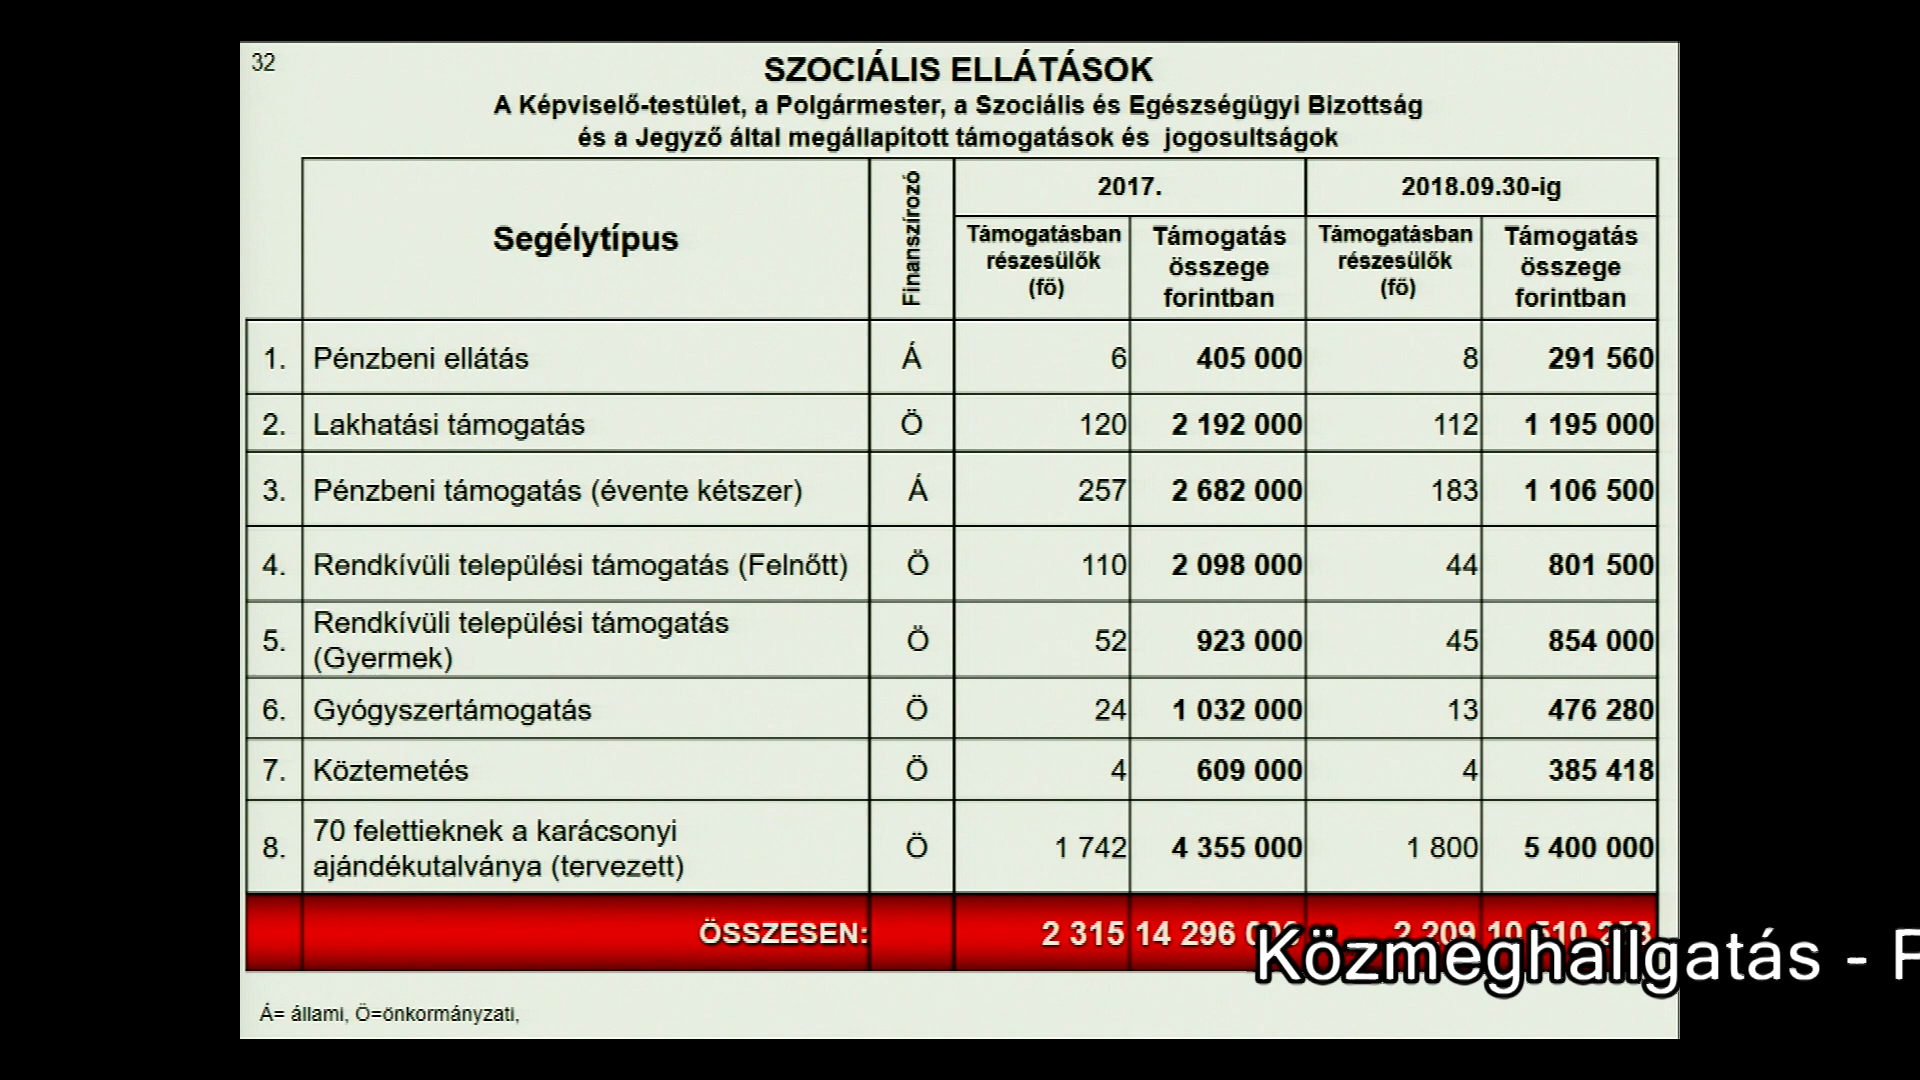 32
SZOCIÁLIS ELLÁTÁSOK
A Képviselő-testület, a Polgármester, a Szociális és Egészségügyi Bizottság
és a Jegyző által megállapított támogatások és jogosultságok
Segélytípus
Finanszírozó
2017.
2018.09.30-ig
Támogatásban
részesülők
(fő)
Támogatás
összege
forintban
Támogatásban
részesülők
(fő)
Támogatás
összege
forintban
1. Pénzbeni ellátás Á 6 405 000 8 291 560
2. Lakhatási támogatás Ö 120 2 192 000 112 1 195 000
3. Pénzbeni támogatás (évente kétszer) Á 257 2 682 000 183 1 106 500
4. Rendkívüli települési támogatás (Felnőtt) Ö 110 2 098 000 44 801 500
5. Rendkívüli települési támogatás
(Gyermek) Ö 52 923 000 45 854 000
6. Gyógyszertámogatás Ö 24 1 032 000 13 476 280
7. Köztemetés Ö 4 609 000 4 385 418
8. 70 felettieknek a karácsonyi
ajándékutalványa (tervezett) Ö 1 742 4 355 000 1 800 5 400 000
ÖSSZESEN: 2 315 14 296 2 209
Közmeghallgatás -
Á= állami, Ö=önkormányzati,